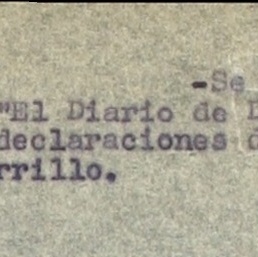 -Se
"El Diario de D
declaraciones d
rrillo.